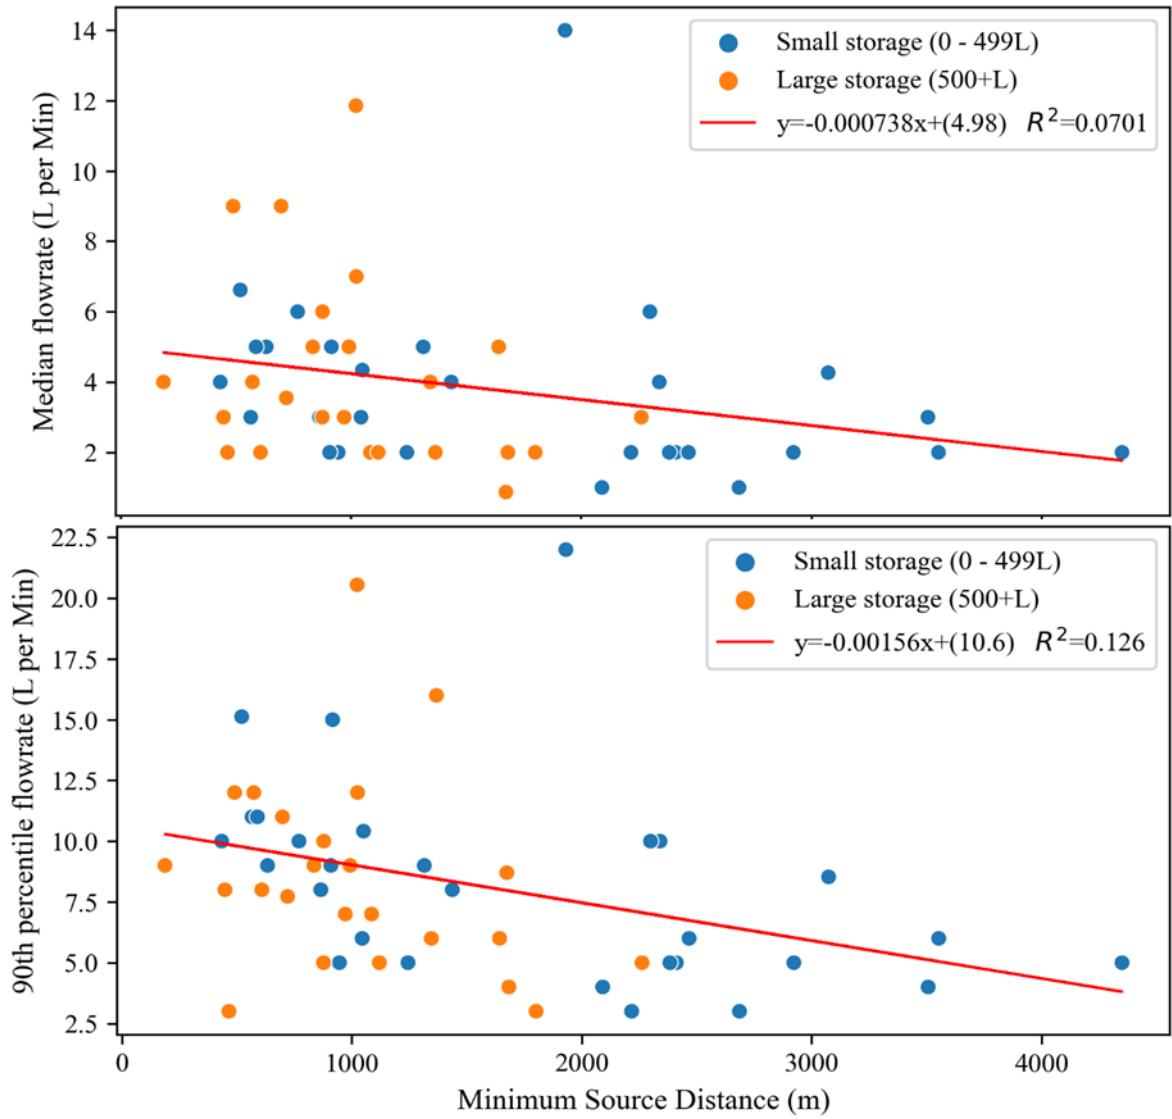 Median flowrate (L per Min)
14
12
10
8
6
4
2
Small storage (0 - 499L)
Large storage (500+L)
y=-0.000738x+(4.98) R²=0.0701
90th percentile flowrate (L per Min)
22.5
20.0
17.5
15.0
12.5
10.0
7.5
5.0
2.5
Small storage (0 - 499L)
Large storage (500+L)
y=-0.00156x+(10.6) R²=0.126
0 1000 2000 3000 4000
Minimum Source Distance (m)